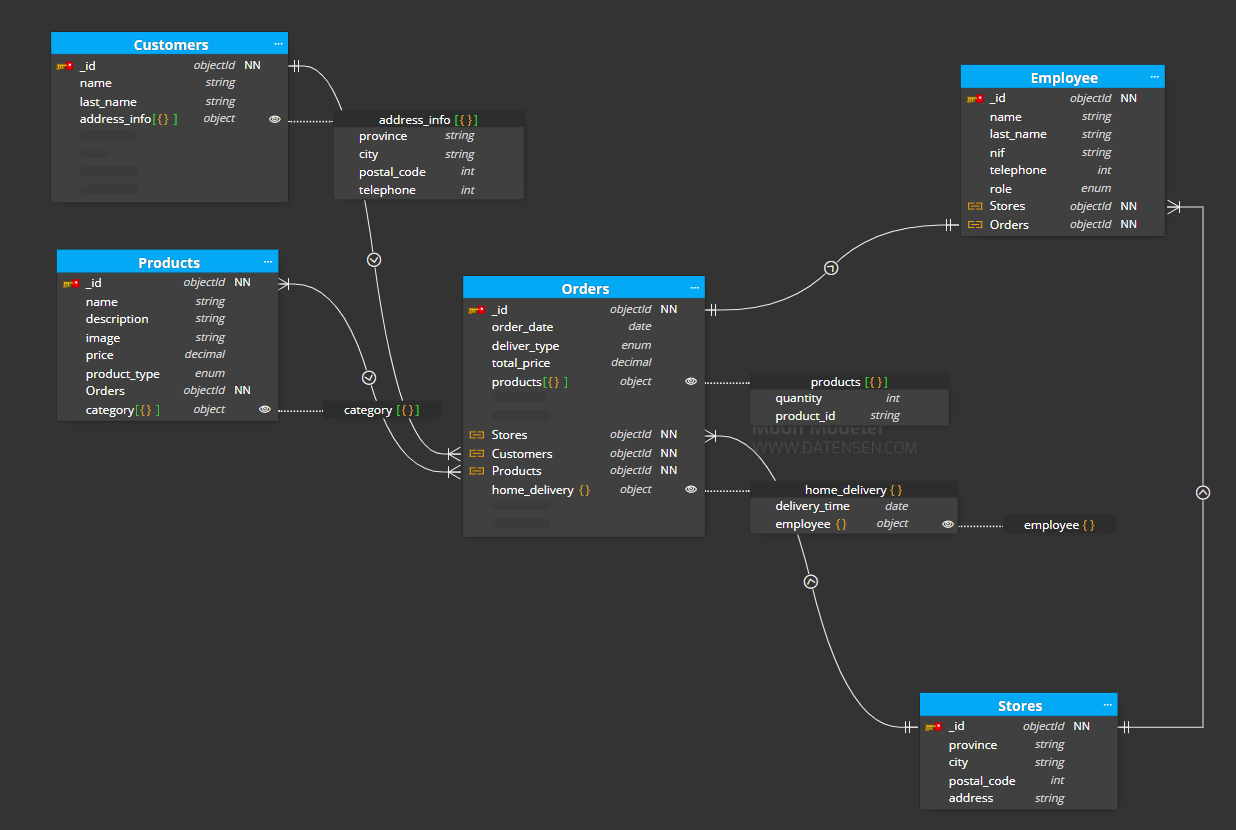 Customers ...
_id objectId NN
name string
last_name string
address_info[{} ] object
address_info [{}]
province string
city string
postal_code int
telephone int
Employee ...
_id objectId NN
name string
last_name string
nif string
telephone int
role enum
Stores objectId NN
Orders objectId NN
Products ...
_id objectId NN
name string
description string
image string
price decimal
product_type enum
Orders objectId NN
category[{} ] object
category [{}]
Orders ...
_id objectId NN
order_date date
deliver_type enum
total_price decimal
products[{} ] object
Stores objectId NN
Customers objectId NN
Products objectId NN
home_delivery {} object
products [{}]
quantity int
product_id string
Moon Modeler
WWW.DATENSEN.COM
home_delivery {}
delivery_time date
employee {} object
employee {}
Stores ...
_id objectId NN
province string
city string
postal_code int
address string